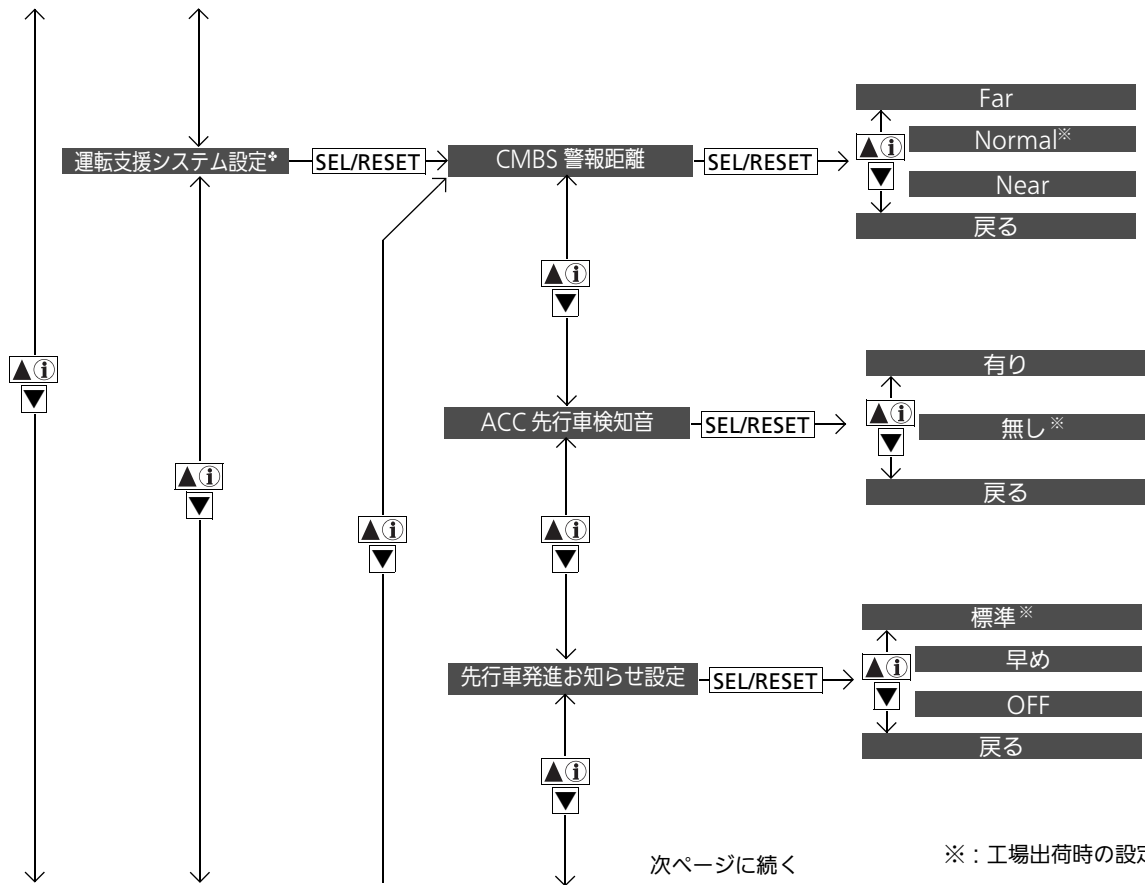 Far
▲ⓘ
Normal※
▼
Near
戻る
運転支援システム設定✤
SEL/RESET
CMBS 警報距離
SEL/RESET
▲ⓘ
▼
有り
▲ⓘ
無し※
▼
戻る
ACC 先行車検知音
SEL/RESET
▲ⓘ
▼
▲ⓘ
▼
▲ⓘ
▼
▲ⓘ
▼
標準※
▲ⓘ
早め
▼
OFF
戻る
先行車発進お知らせ設定
SEL/RESET
▲ⓘ
▼
次ページに続く
※ : 工場出荷時の設定